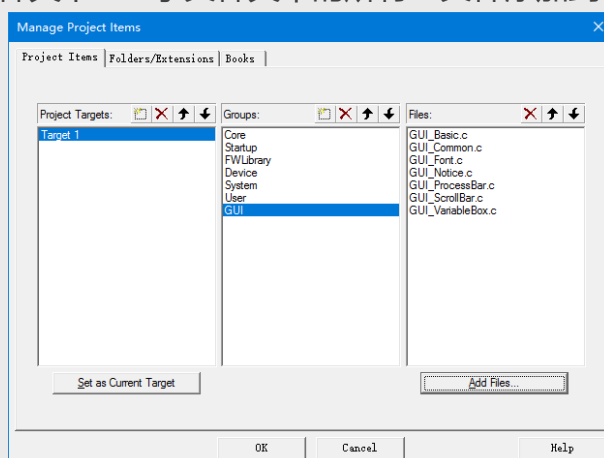 Manage Project Items
Project Items Folders/Extensions Books
Project Targets: Groups: Files:
Target 1
Core
Startup
FWLibrary
Device
System
User
GUI
GUI_Basic.c
GUI_Common.c
GUI_Font.c
GUI_Notice.c
GUI_ProcessBar.c
GUI_ScrollBar.c
GUI_VariableBox.c
Set as Current Target Add Files...
OK Cancel Help